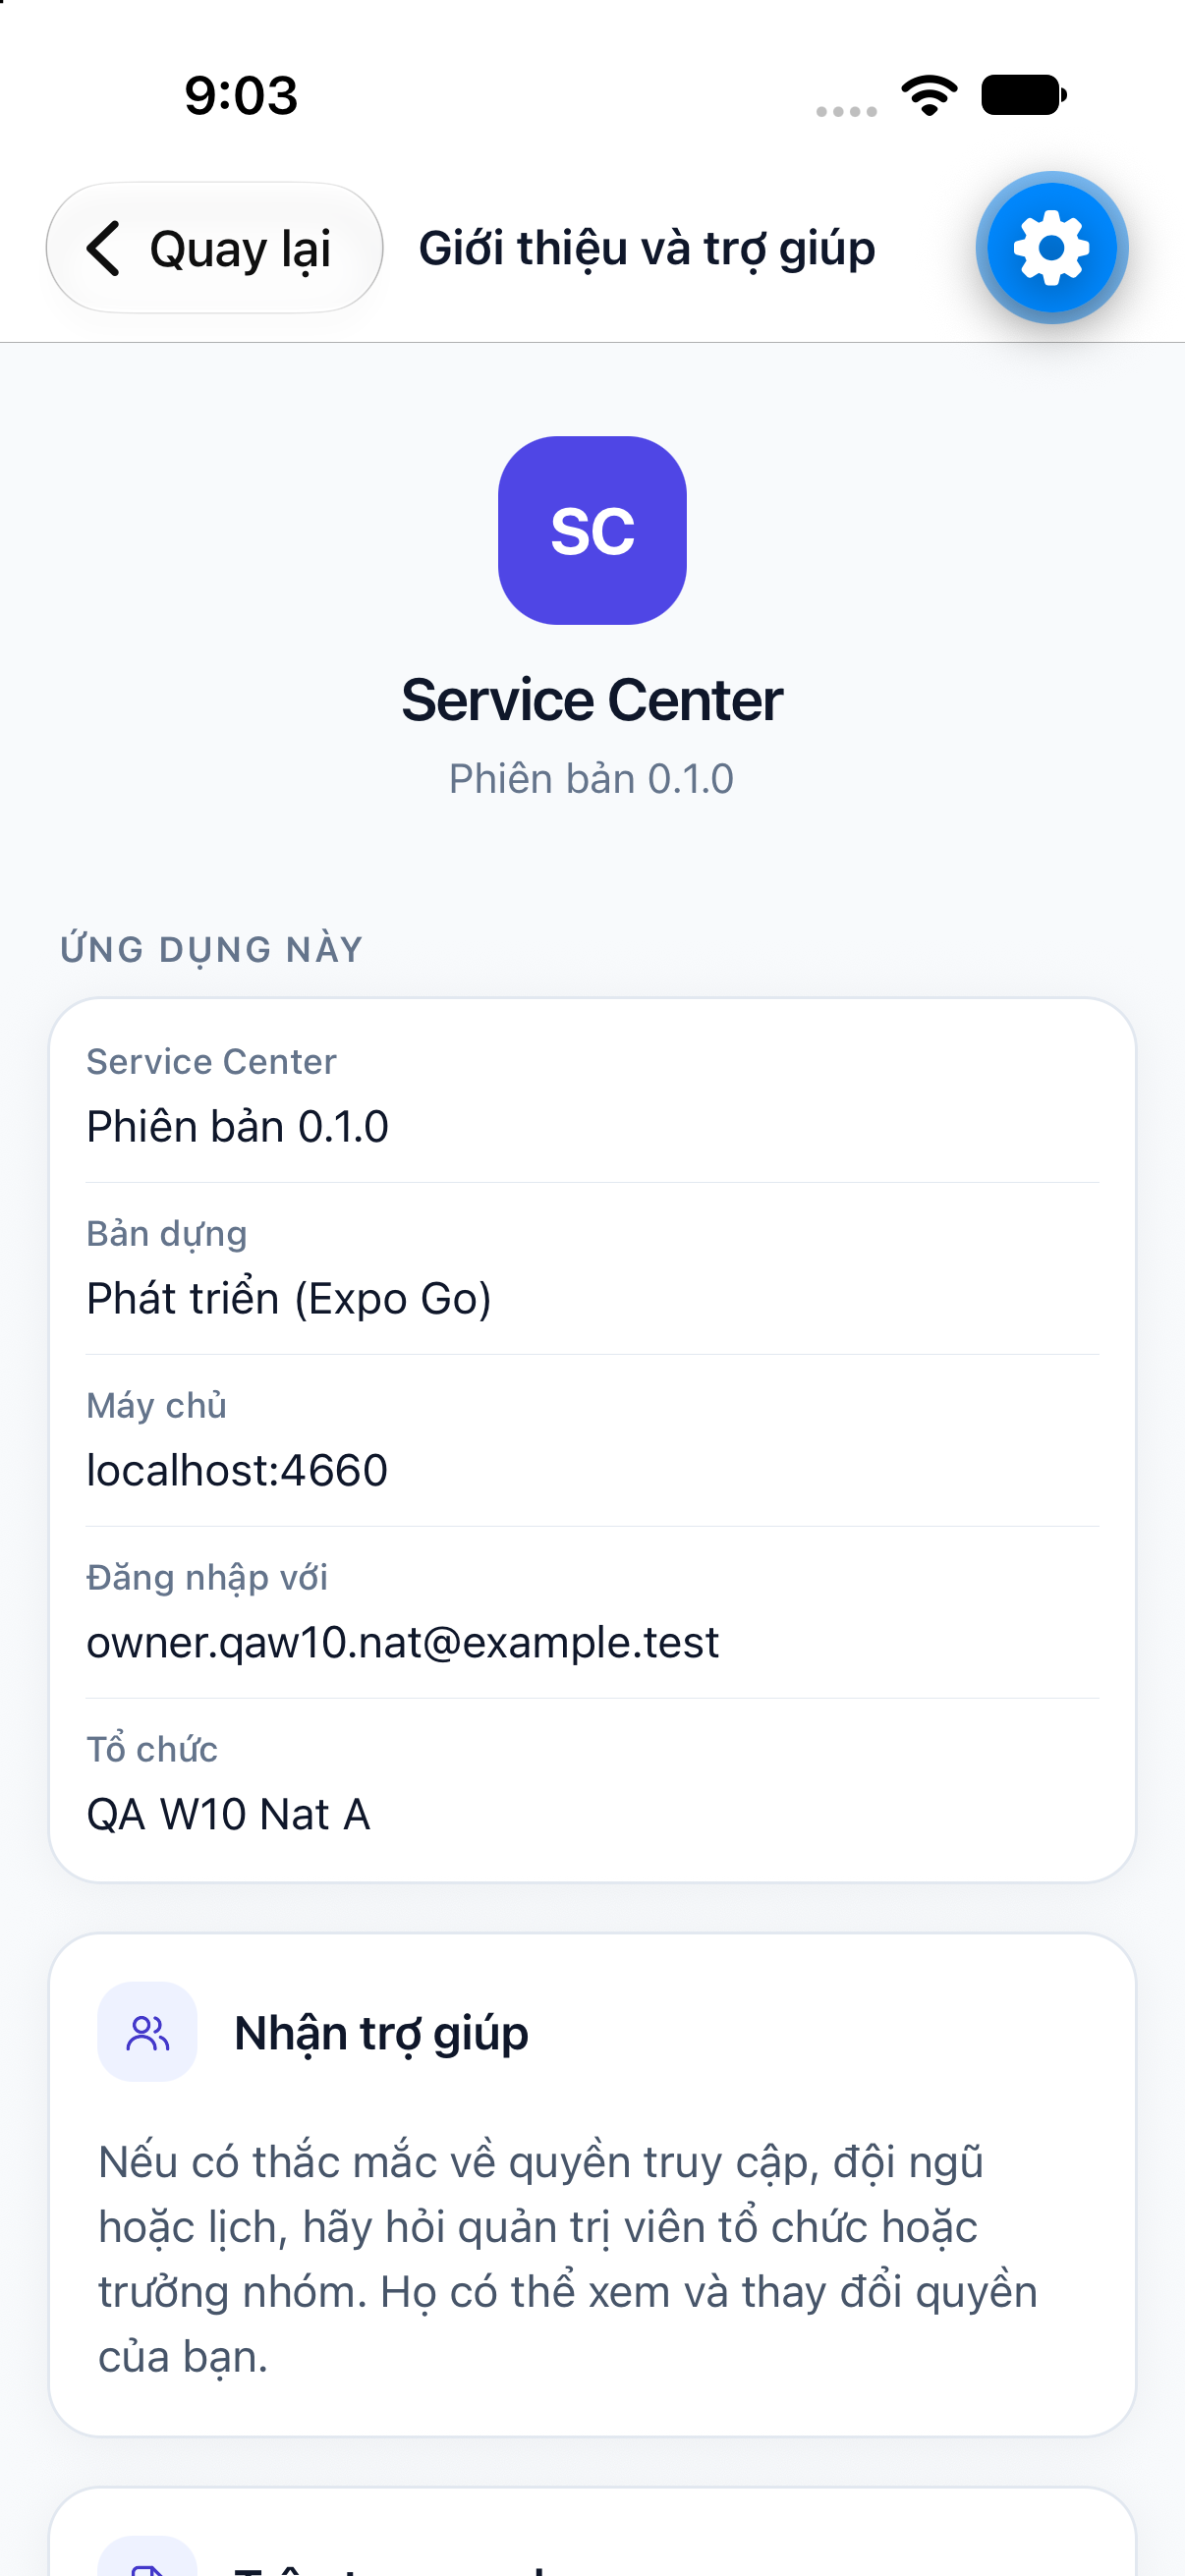 9:03
Quay lại
Giới thiệu và trợ giúp
SC
Service Center
Phiên bản 0.1.0
ỨNG DỤNG NÀY
Service Center
Phiên bản 0.1.0
Bản dựng
Phát triển (Expo Go)
Máy chủ
localhost:4660
Đăng nhập với
owner.qaw10.nat@example.test
Tổ chức
QA W10 Nat A
Nhận trợ giúp
Nếu có thắc mắc về quyền truy cập, đội ngũ
hoặc lịch, hãy hỏi quản trị viên tổ chức hoặc
trưởng nhóm. Họ có thể xem và thay đổi quyền
của bạn.